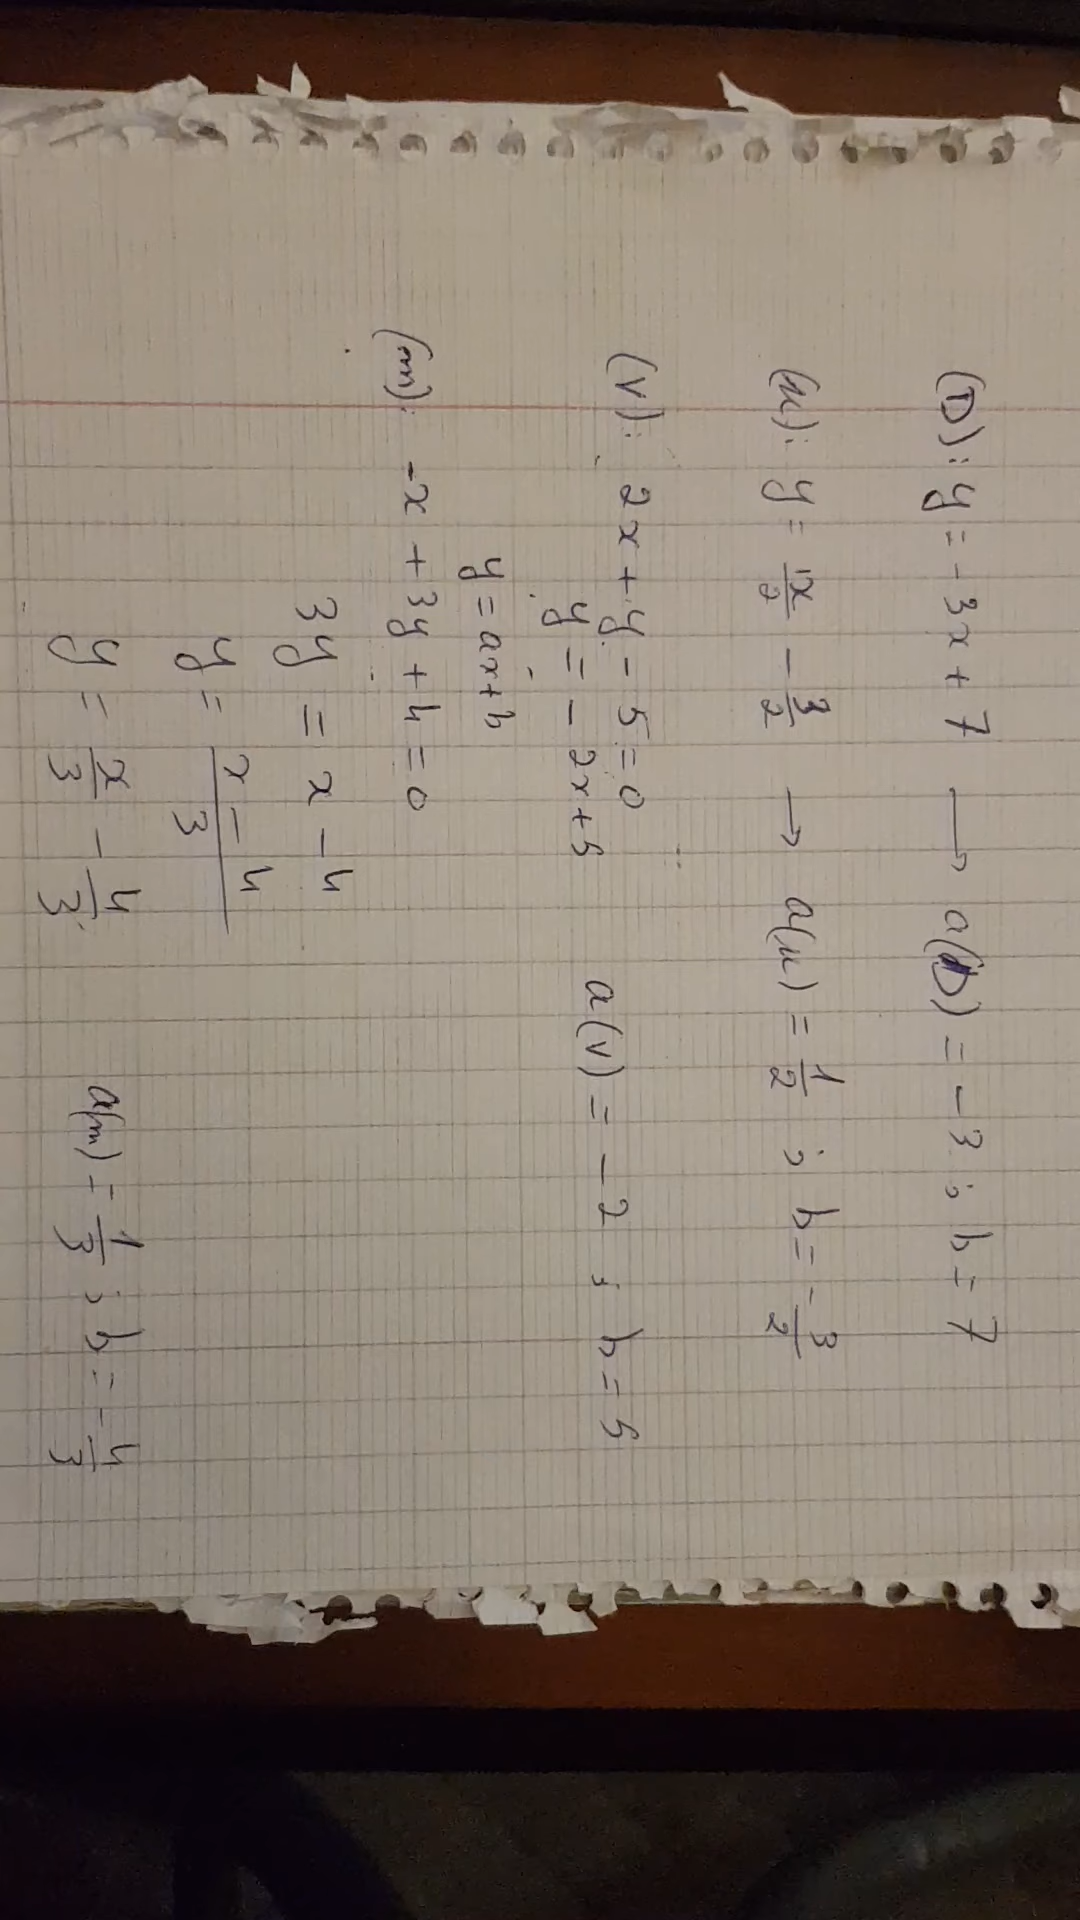 (D): y = -3x + 7 ⟶ a(D) = -3 ; b = 7
(u): y = x/2 - 3/2 → a(u) = 1/2 ; b = -3/2
(v): 2x + y - 5 = 0
y = - 2x + 5 a(v) = -2 ; b = 5
y = ax + b
(m): -x + 3y + 4 = 0
3y = x - 4
y = (x - 4)/3
y = x/3 - 4/3 a(m) = 1/3 ; b = -4/3